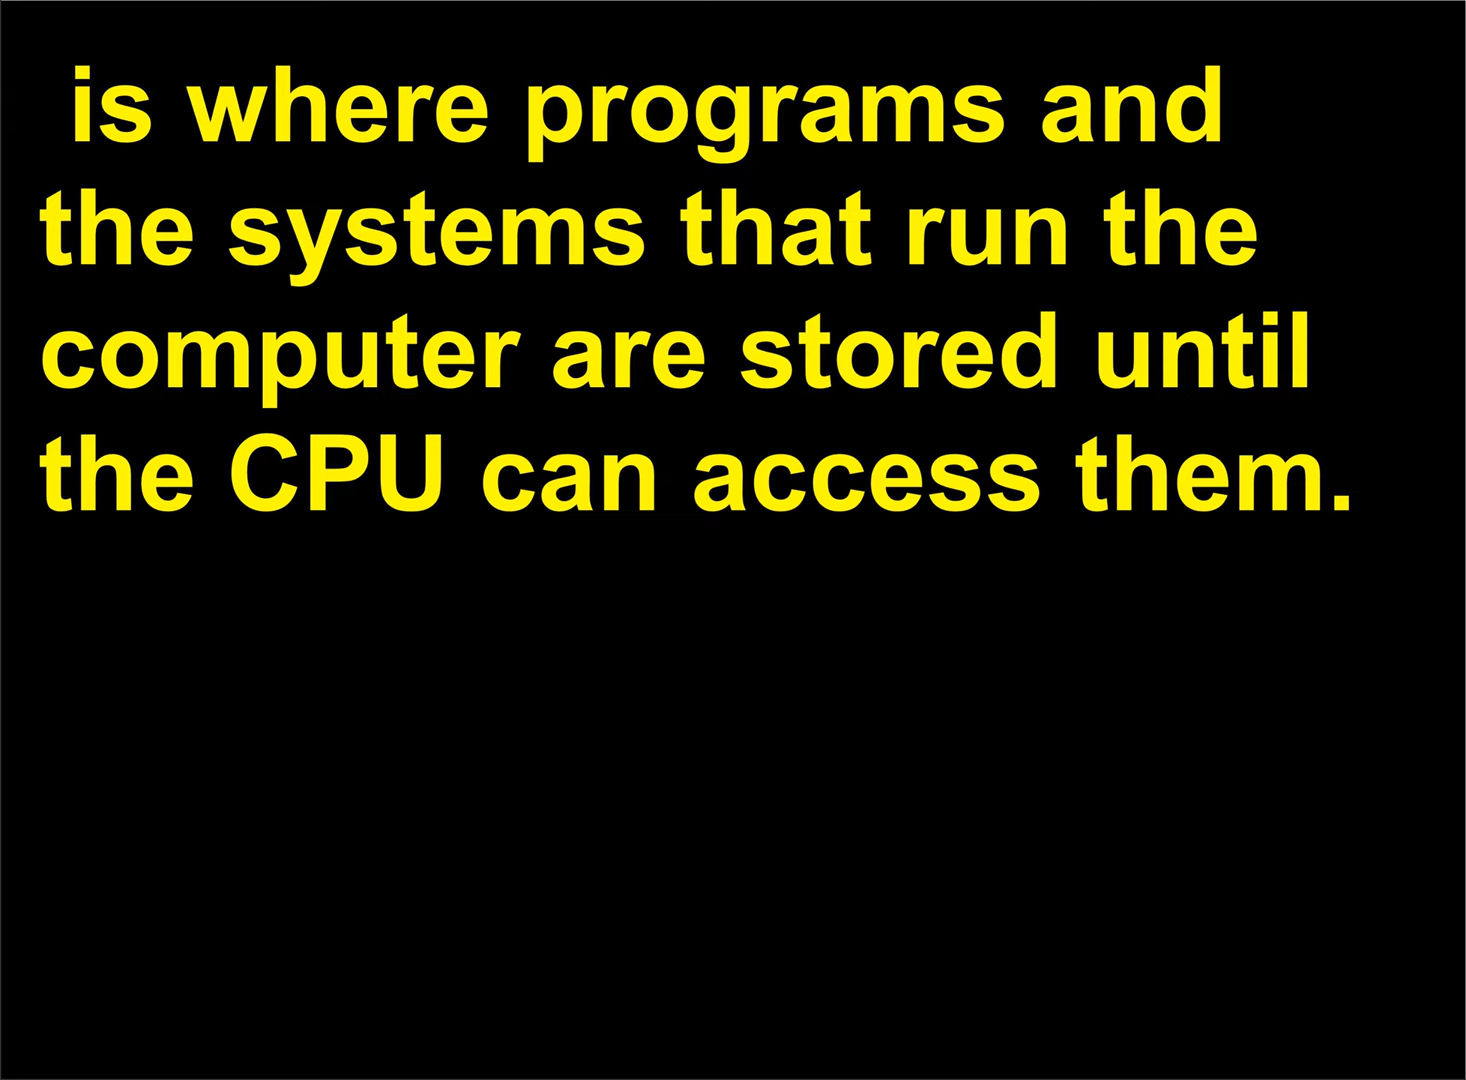 is where programs and
the systems that run the
computer are stored until
the CPU can access them.